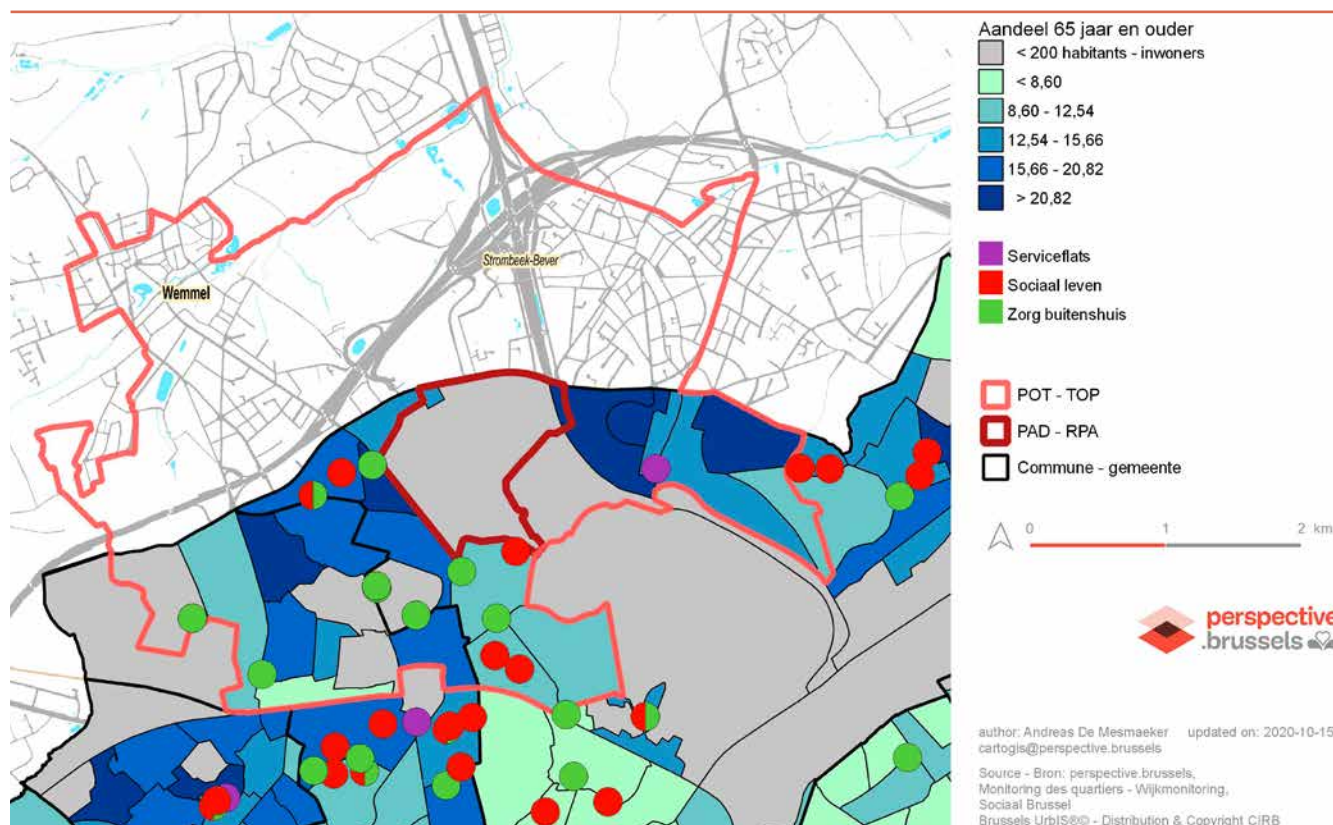 Aandeel 65 jaar en ouder
< 200 habitants - inwoners
< 8,60
8,60 - 12,54
12,54 - 15,66
15,66 - 20,82
> 20,82
Serviceflats
Sociaal leven
Zorg buitenshuis
POT - TOP
PAD - RPA
Commune - gemeente
0 1 2 km
perspective
.brussels
author: Andreas De Mesmaeker updated on: 2020-10-15
cartogis@perspective.brussels
Source - Bron: perspective.brussels,
Monitoring des quartiers - Wijkmonitoring,
Sociaal Brussel
Brussels UrbIS®© - Distribution & Copyright CIRB
Strombeek-Bever
Wemmel